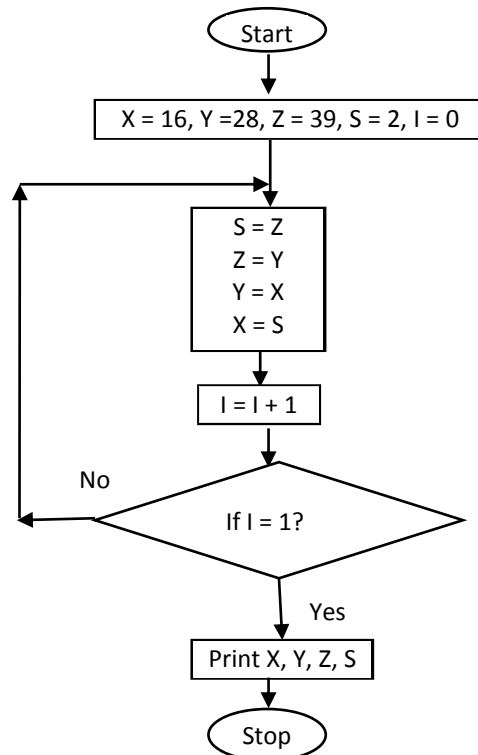 Start
X = 16, Y =28, Z = 39, S = 2, I = 0
S = Z
Z = Y
Y = X
X = S
I = I + 1
No
If I = 1?
Yes
Print X, Y, Z, S
Stop